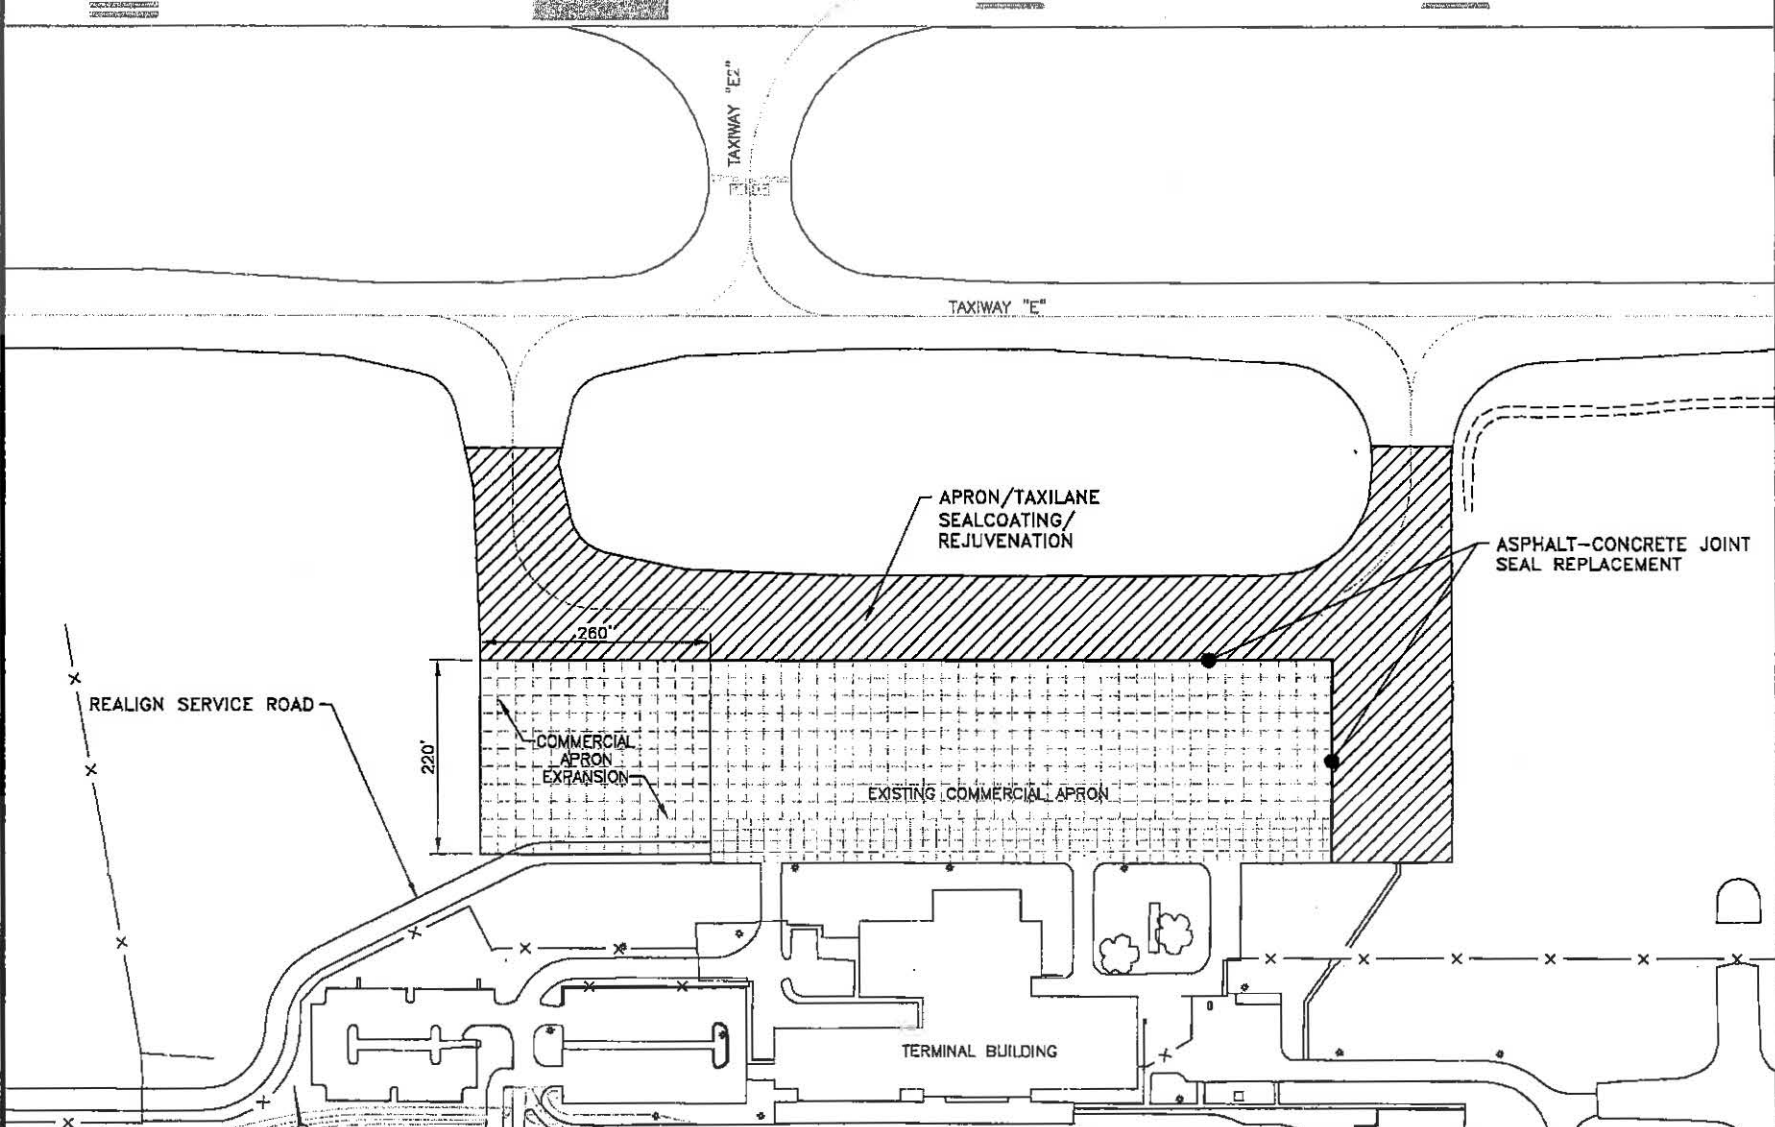 TAXIWAY "E2"
TAXIWAY "E"
APRON/TAXILANE
SEALCOATING/
REJUVENATION
ASPHALT-CONCRETE JOINT
SEAL REPLACEMENT
260"
REALIGN SERVICE ROAD
220'
COMMERCIAL
APRON
EXPANSION
EXISTING COMMERCIAL APRON
TERMINAL BUILDING